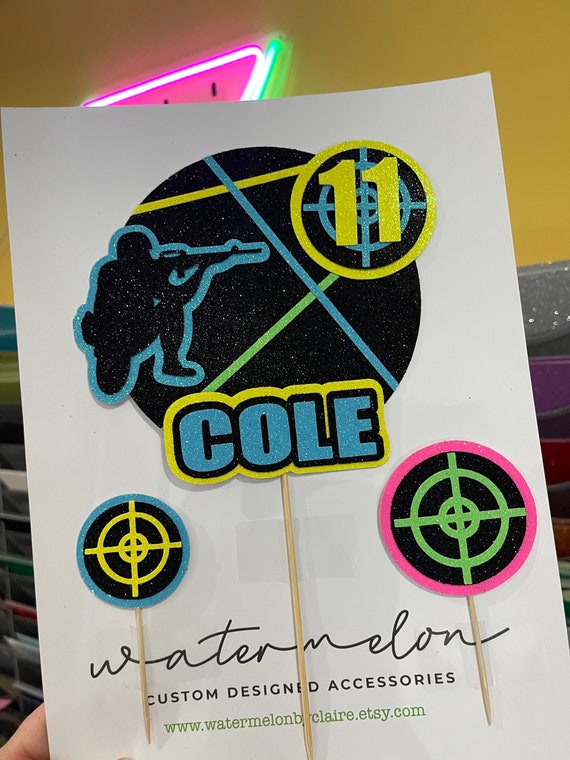 11
COLE
watermelon
CUSTOM DESIGNED ACCESSORIES
www.watermelonbyclaire.etsy.com